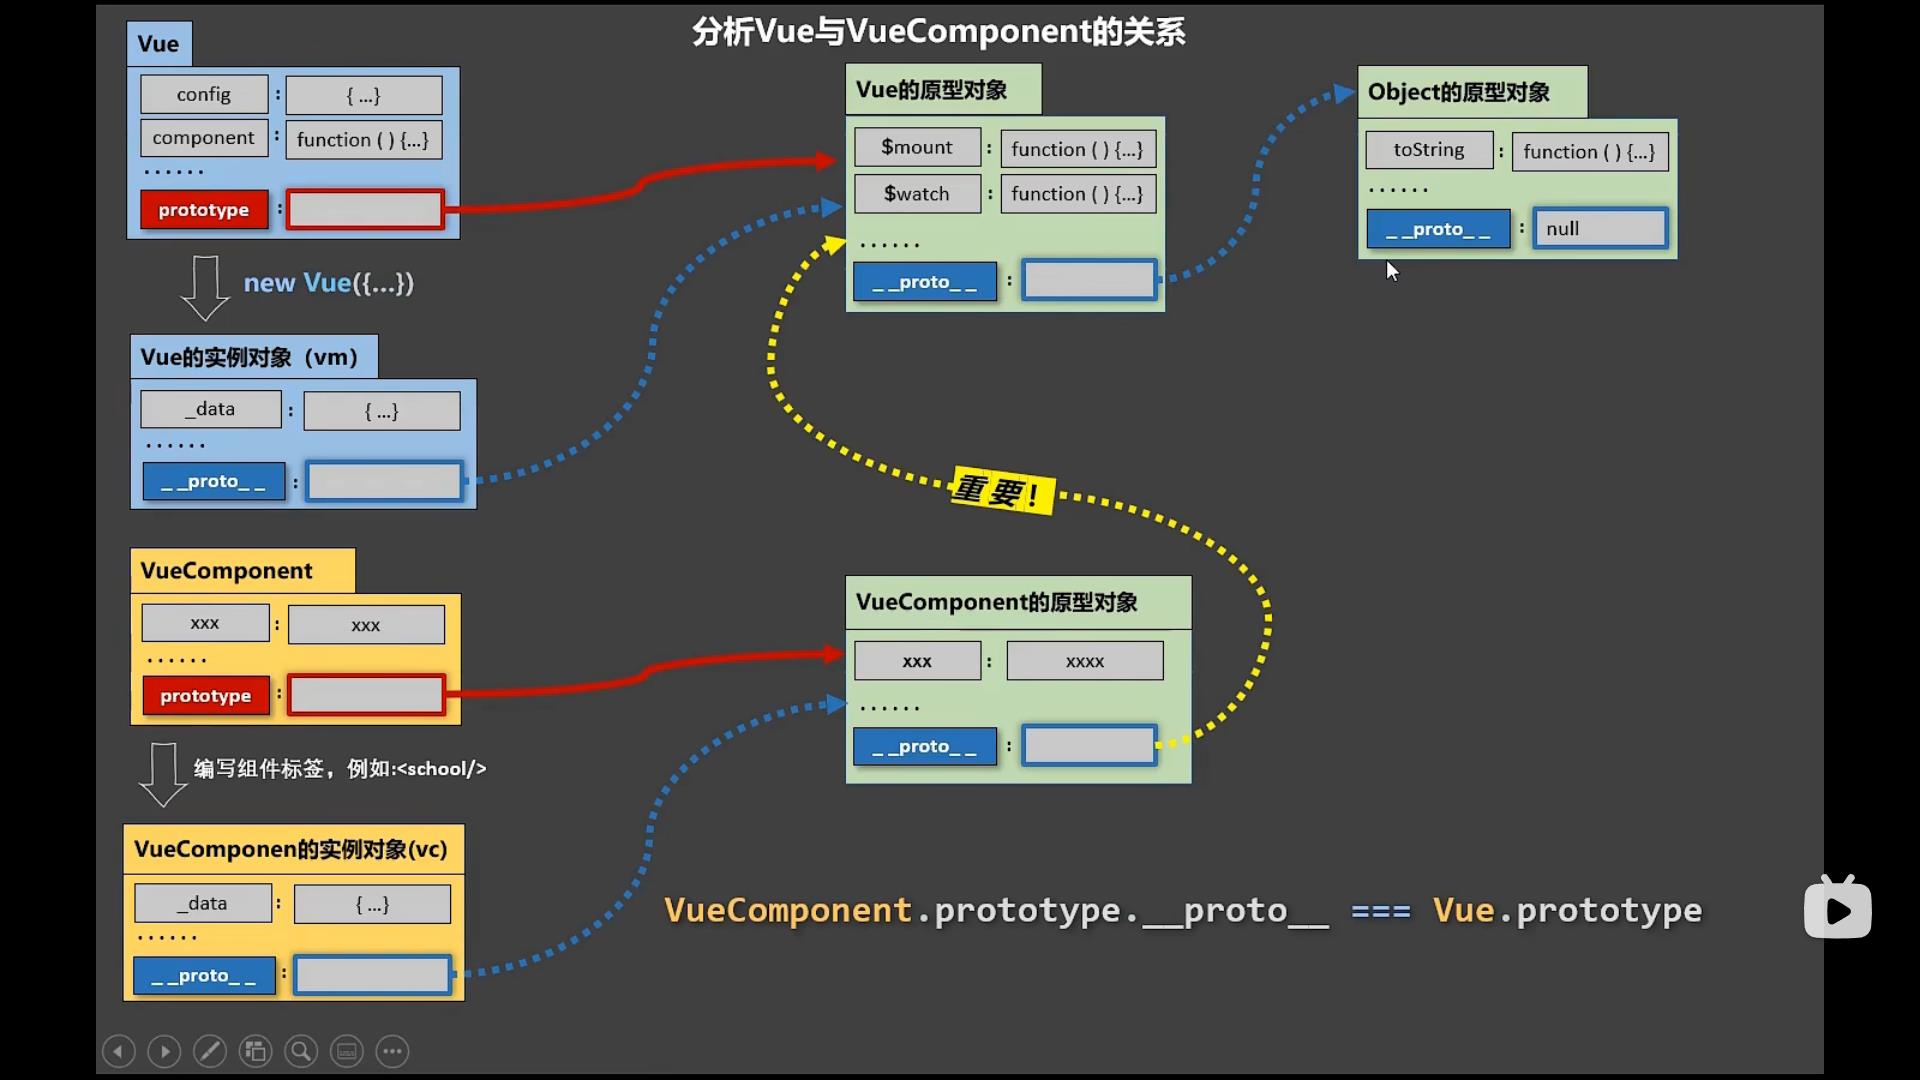 分析Vue与VueComponent的关系
Vue
config : { ...}
component : function ( ) {...}
......
prototype :
new Vue({...})
Vue的实例对象（vm）
_data : { ...}
......
_ _proto_ _ :
VueComponent
xxx : xxx
......
prototype :
编写组件标签，例如:<school/>
VueComponen的实例对象(vc)
_data : { ...}
......
_ _proto_ _ :
Vue的原型对象
$mount : function ( ) {...}
$watch : function ( ) {...}
......
_ _proto_ _ :
Object的原型对象
toString : function ( ) {...}
......
_ _proto_ _ : null
重要！
VueComponent的原型对象
xxx : xxxx
......
_ _proto_ _ :
VueComponent.prototype.__proto__ === Vue.prototype